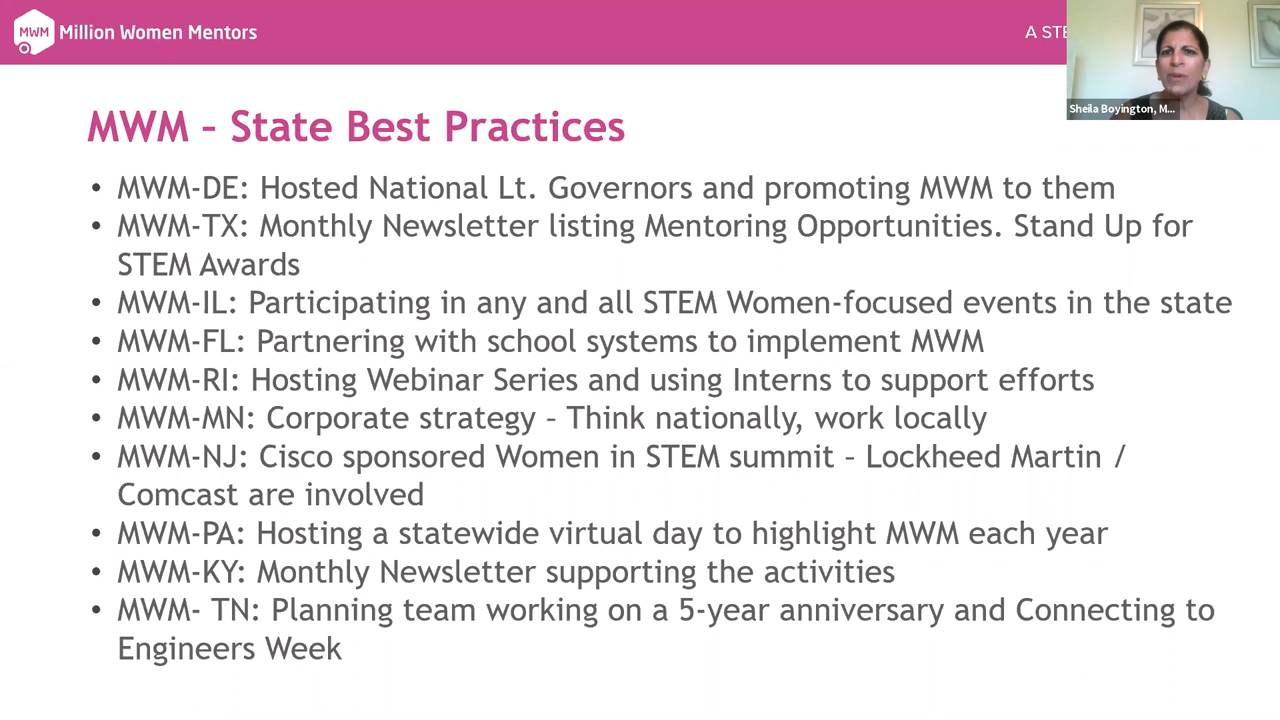 MWM
Million Women Mentors
A STE
Sheila Boyington, M...
MWM – State Best Practices
• MWM-DE: Hosted National Lt. Governors and promoting MWM to them
• MWM-TX: Monthly Newsletter listing Mentoring Opportunities. Stand Up for
STEM Awards
• MWM-IL: Participating in any and all STEM Women-focused events in the state
• MWM-FL: Partnering with school systems to implement MWM
• MWM-RI: Hosting Webinar Series and using Interns to support efforts
• MWM-MN: Corporate strategy – Think nationally, work locally
• MWM-NJ: Cisco sponsored Women in STEM summit – Lockheed Martin /
Comcast are involved
• MWM-PA: Hosting a statewide virtual day to highlight MWM each year
• MWM-KY: Monthly Newsletter supporting the activities
• MWM- TN: Planning team working on a 5-year anniversary and Connecting to
Engineers Week